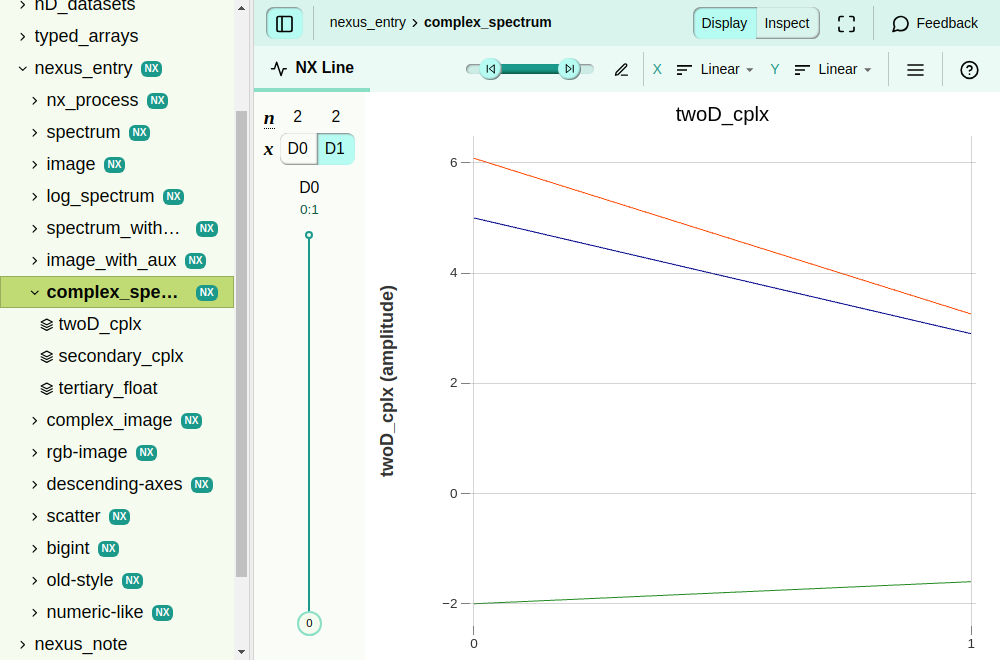 nD_datasets
typed_arrays
nexus_entry NX
nx_process NX
spectrum NX
image NX
log_spectrum NX
spectrum_with… NX
image_with_aux NX
complex_spe… NX
twoD_cplx
secondary_cplx
tertiary_float
complex_image NX
rgb-image NX
descending-axes NX
scatter NX
bigint NX
old-style NX
numeric-like NX
nexus_note
nexus_entry › complex_spectrum
Display Inspect
Feedback
NX Line
X Linear
Y Linear
n 2 2
x D0 D1
D0
0:1
0
twoD_cplx
twoD_cplx (amplitude)
6
4
2
0
−2
0 1